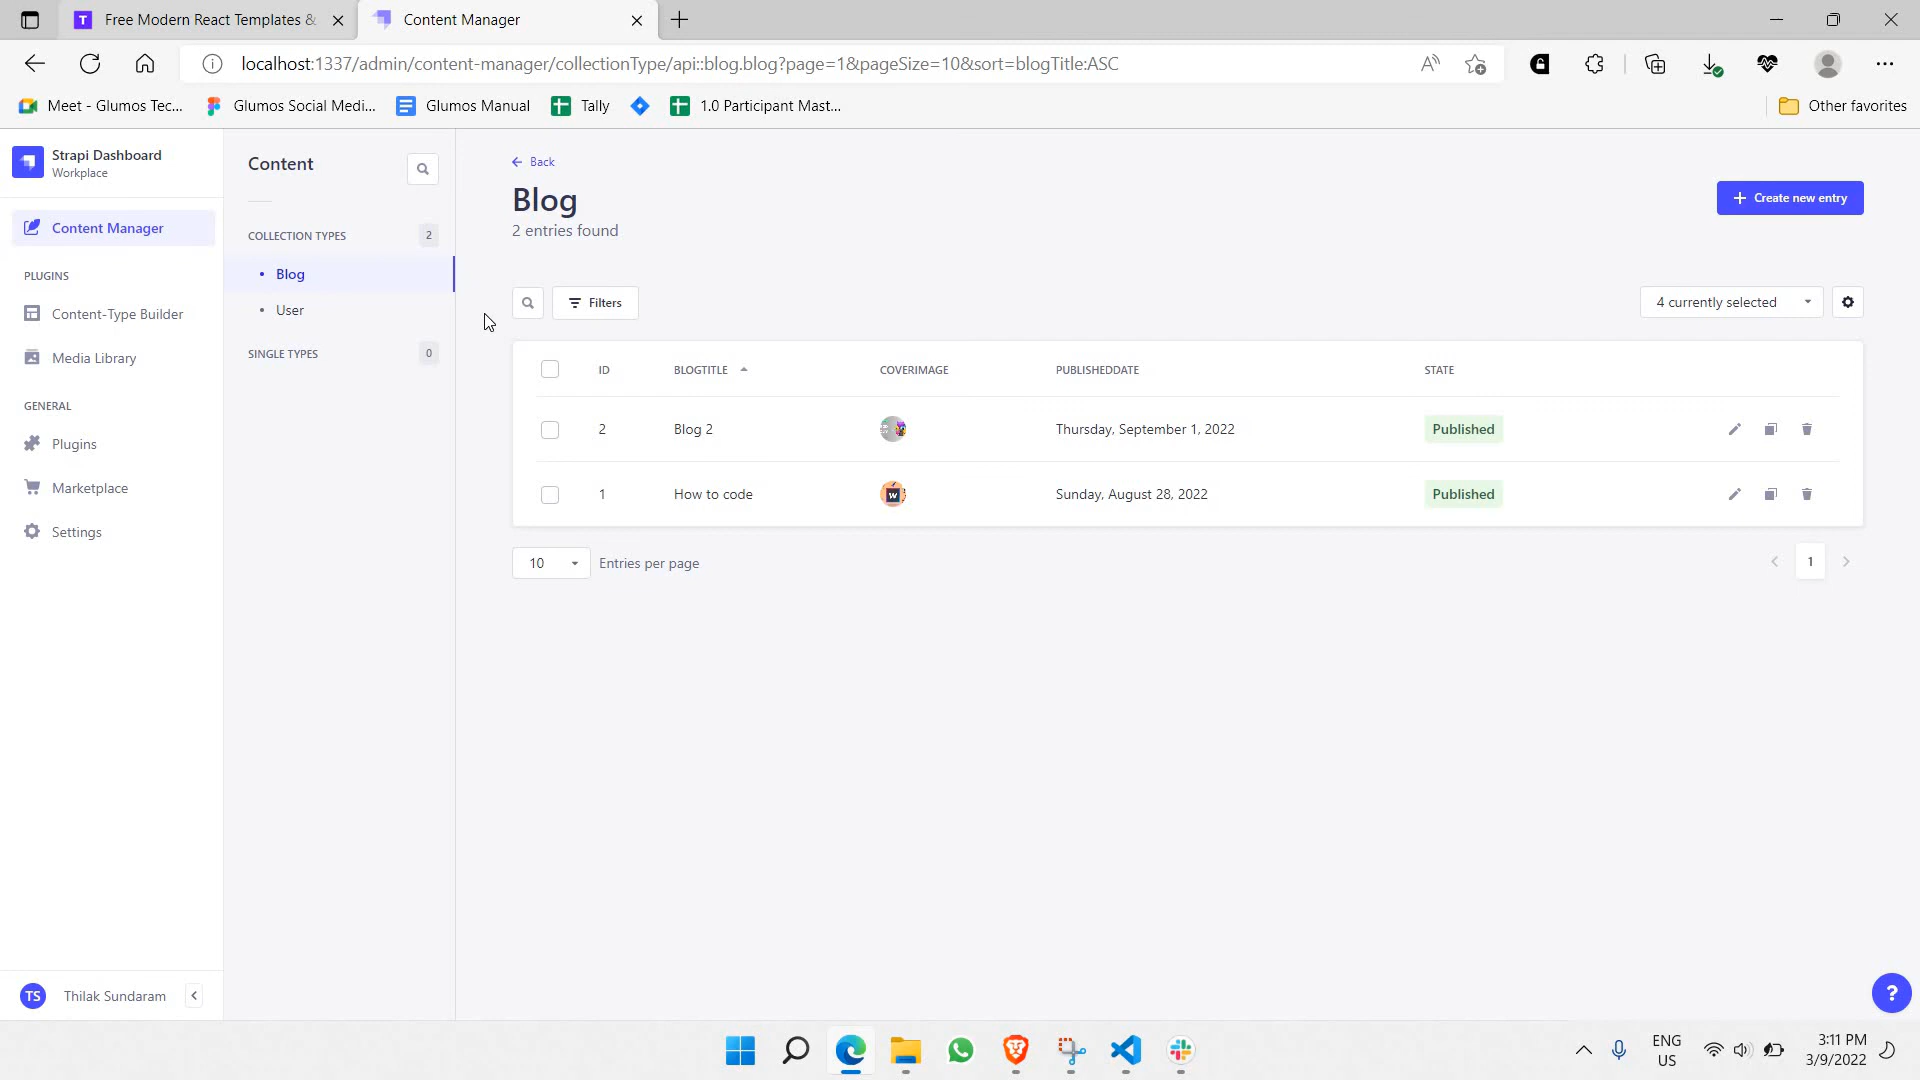 Free Modern React Templates &
Content Manager
localhost:1337/admin/content-manager/collectionType/api::blog.blog?page=1&pageSize=10&sort=blogTitle:ASC
Meet - Glumos Tec...
Glumos Social Medi...
Glumos Manual
Tally
1.0 Participant Mast...
Other favorites
Strapi Dashboard
Workplace
Content Manager
PLUGINS
Content-Type Builder
Media Library
GENERAL
Plugins
Marketplace
Settings
TS Thilak Sundaram
Content
COLLECTION TYPES 2
Blog
User
SINGLE TYPES 0
Back
Blog
2 entries found
Create new entry
Filters
4 currently selected
ID BLOGTITLE COVERIMAGE PUBLISHEDDATE STATE
2 Blog 2 Thursday, September 1, 2022 Published
1 How to code Sunday, August 28, 2022 Published
10 Entries per page
1
?
ENG
US
3:11 PM
3/9/2022